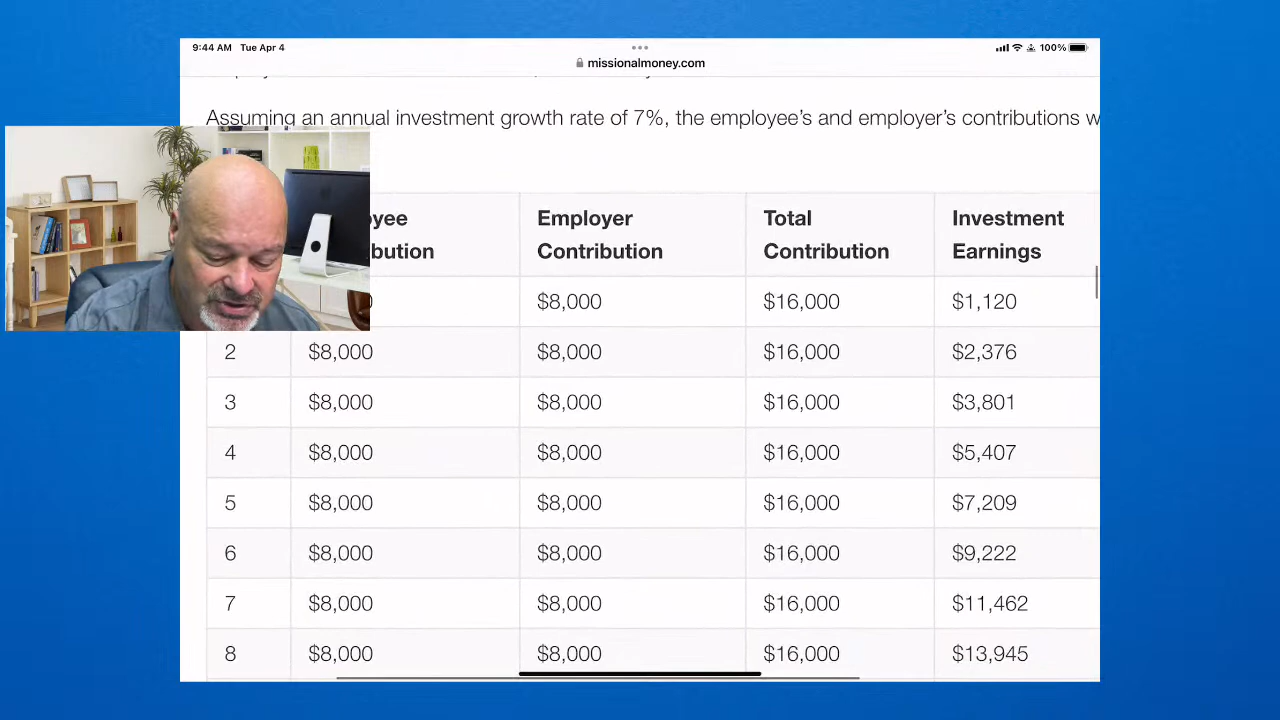 9:44 AM Tue Apr 4
100%
missionalmoney.com
Assuming an annual investment growth rate of 7%, the employee's and employer's contributions w
yee bution Employer Contribution Total Contribution Investment Earnings
$8,000 $16,000 $1,120
2 $8,000 $8,000 $16,000 $2,376
3 $8,000 $8,000 $16,000 $3,801
4 $8,000 $8,000 $16,000 $5,407
5 $8,000 $8,000 $16,000 $7,209
6 $8,000 $8,000 $16,000 $9,222
7 $8,000 $8,000 $16,000 $11,462
8 $8,000 $8,000 $16,000 $13,945